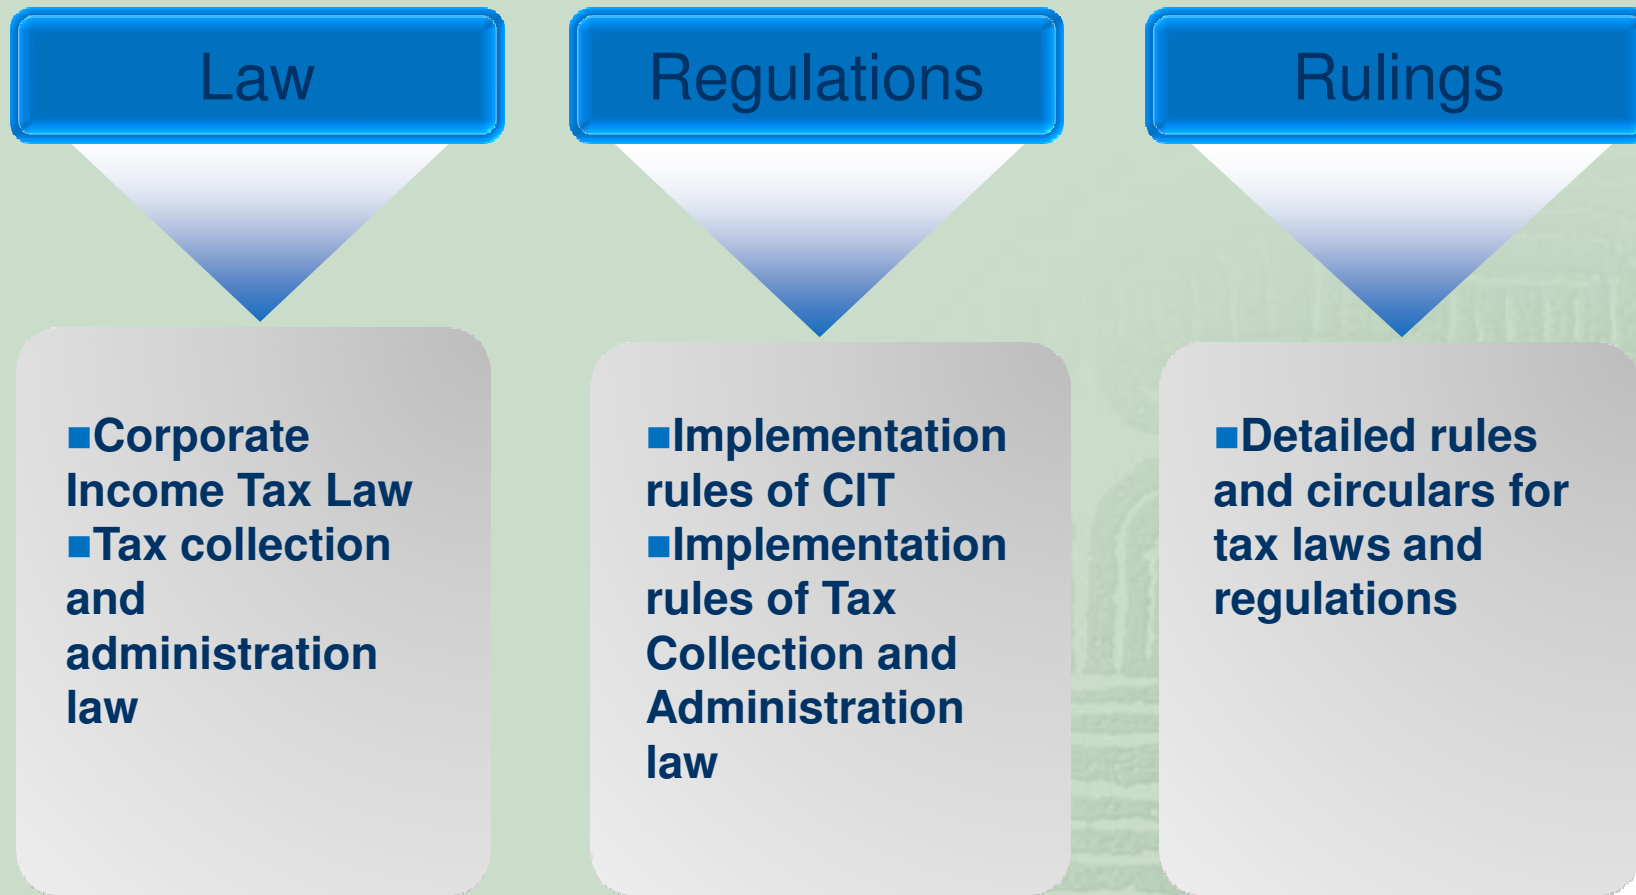 Law
■Corporate
Income Tax Law
■Tax collection
and
administration
law
Regulations
■Implementation
rules of CIT
■Implementation
rules of Tax
Collection and
Administration
law
Rulings
■Detailed rules
and circulars for
tax laws and
regulations